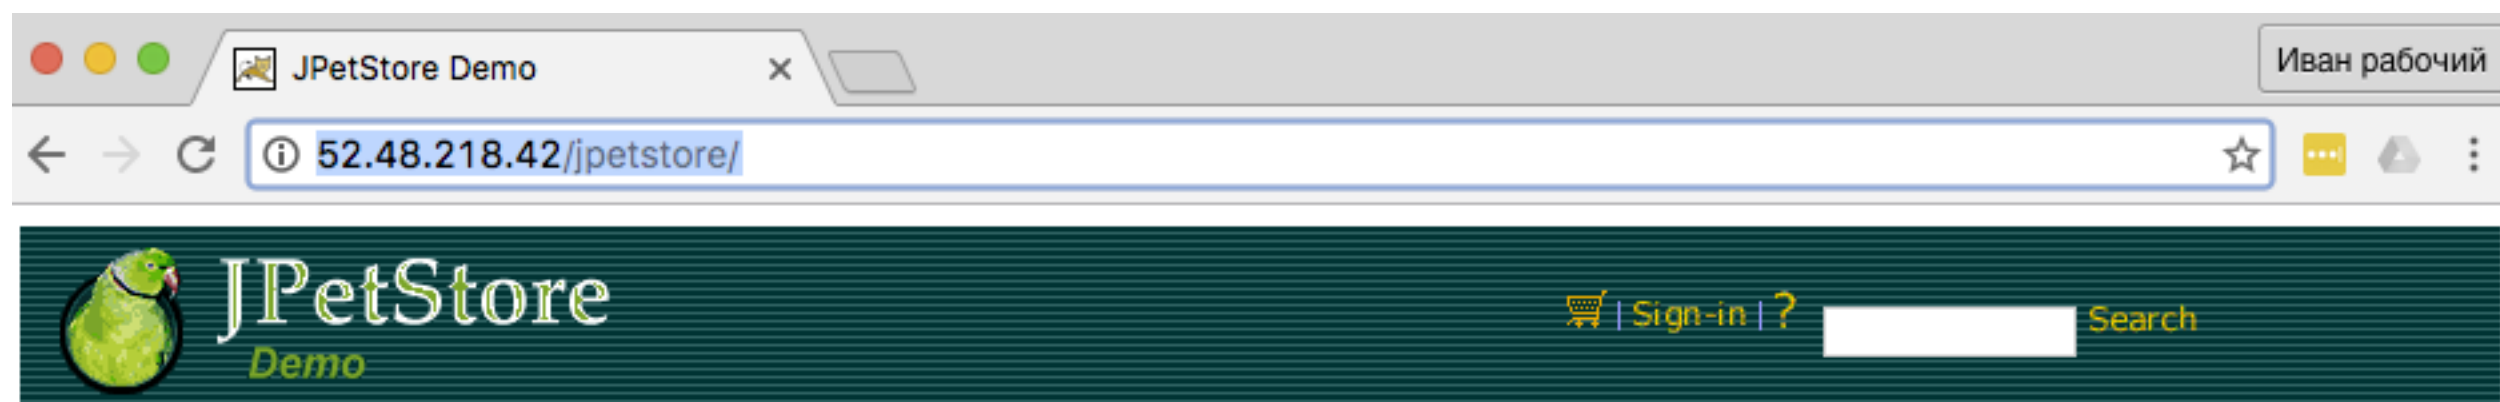 JPetStore Demo
Иван рабочий
52.48.218.42/jpetstore/
JPetStore
Demo
| Sign-in | ?
Search